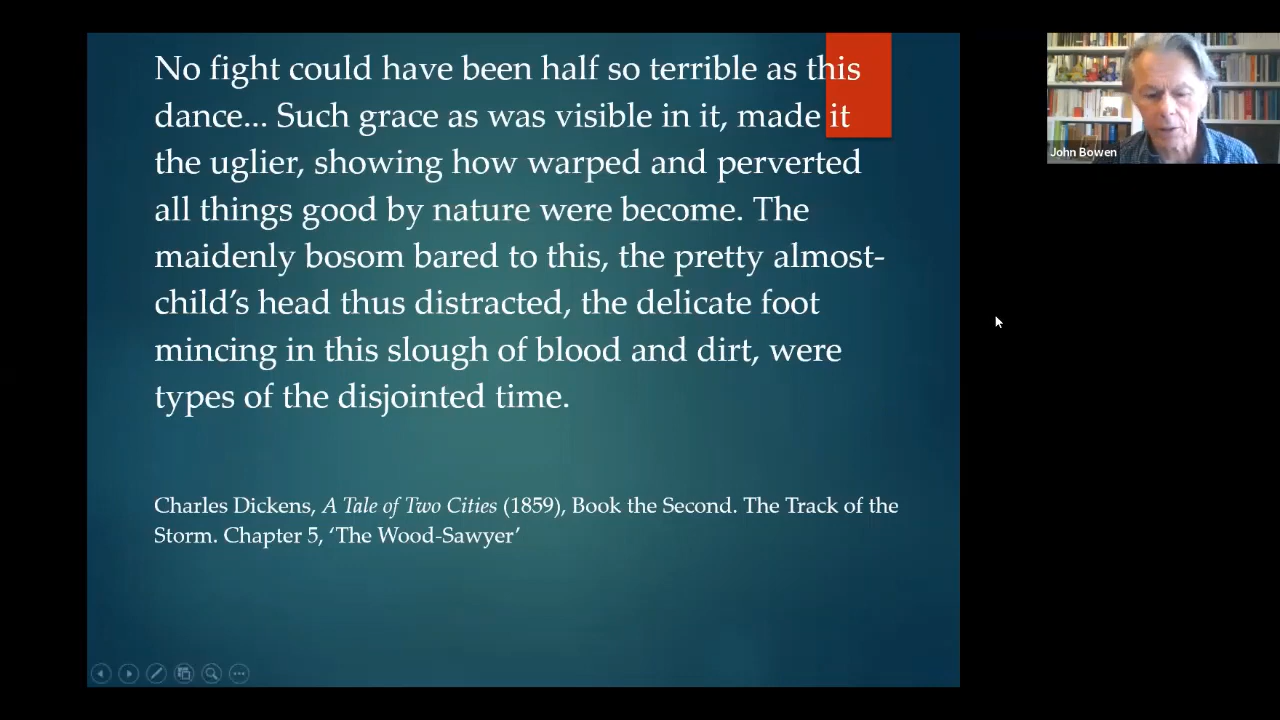 No fight could have been half so terrible as this
dance... Such grace as was visible in it, made it
the uglier, showing how warped and perverted
all things good by nature were become. The
maidenly bosom bared to this, the pretty almost-
child’s head thus distracted, the delicate foot
mincing in this slough of blood and dirt, were
types of the disjointed time.
Charles Dickens, A Tale of Two Cities (1859), Book the Second. The Track of the
Storm. Chapter 5, ‘The Wood-Sawyer’
John Bowen